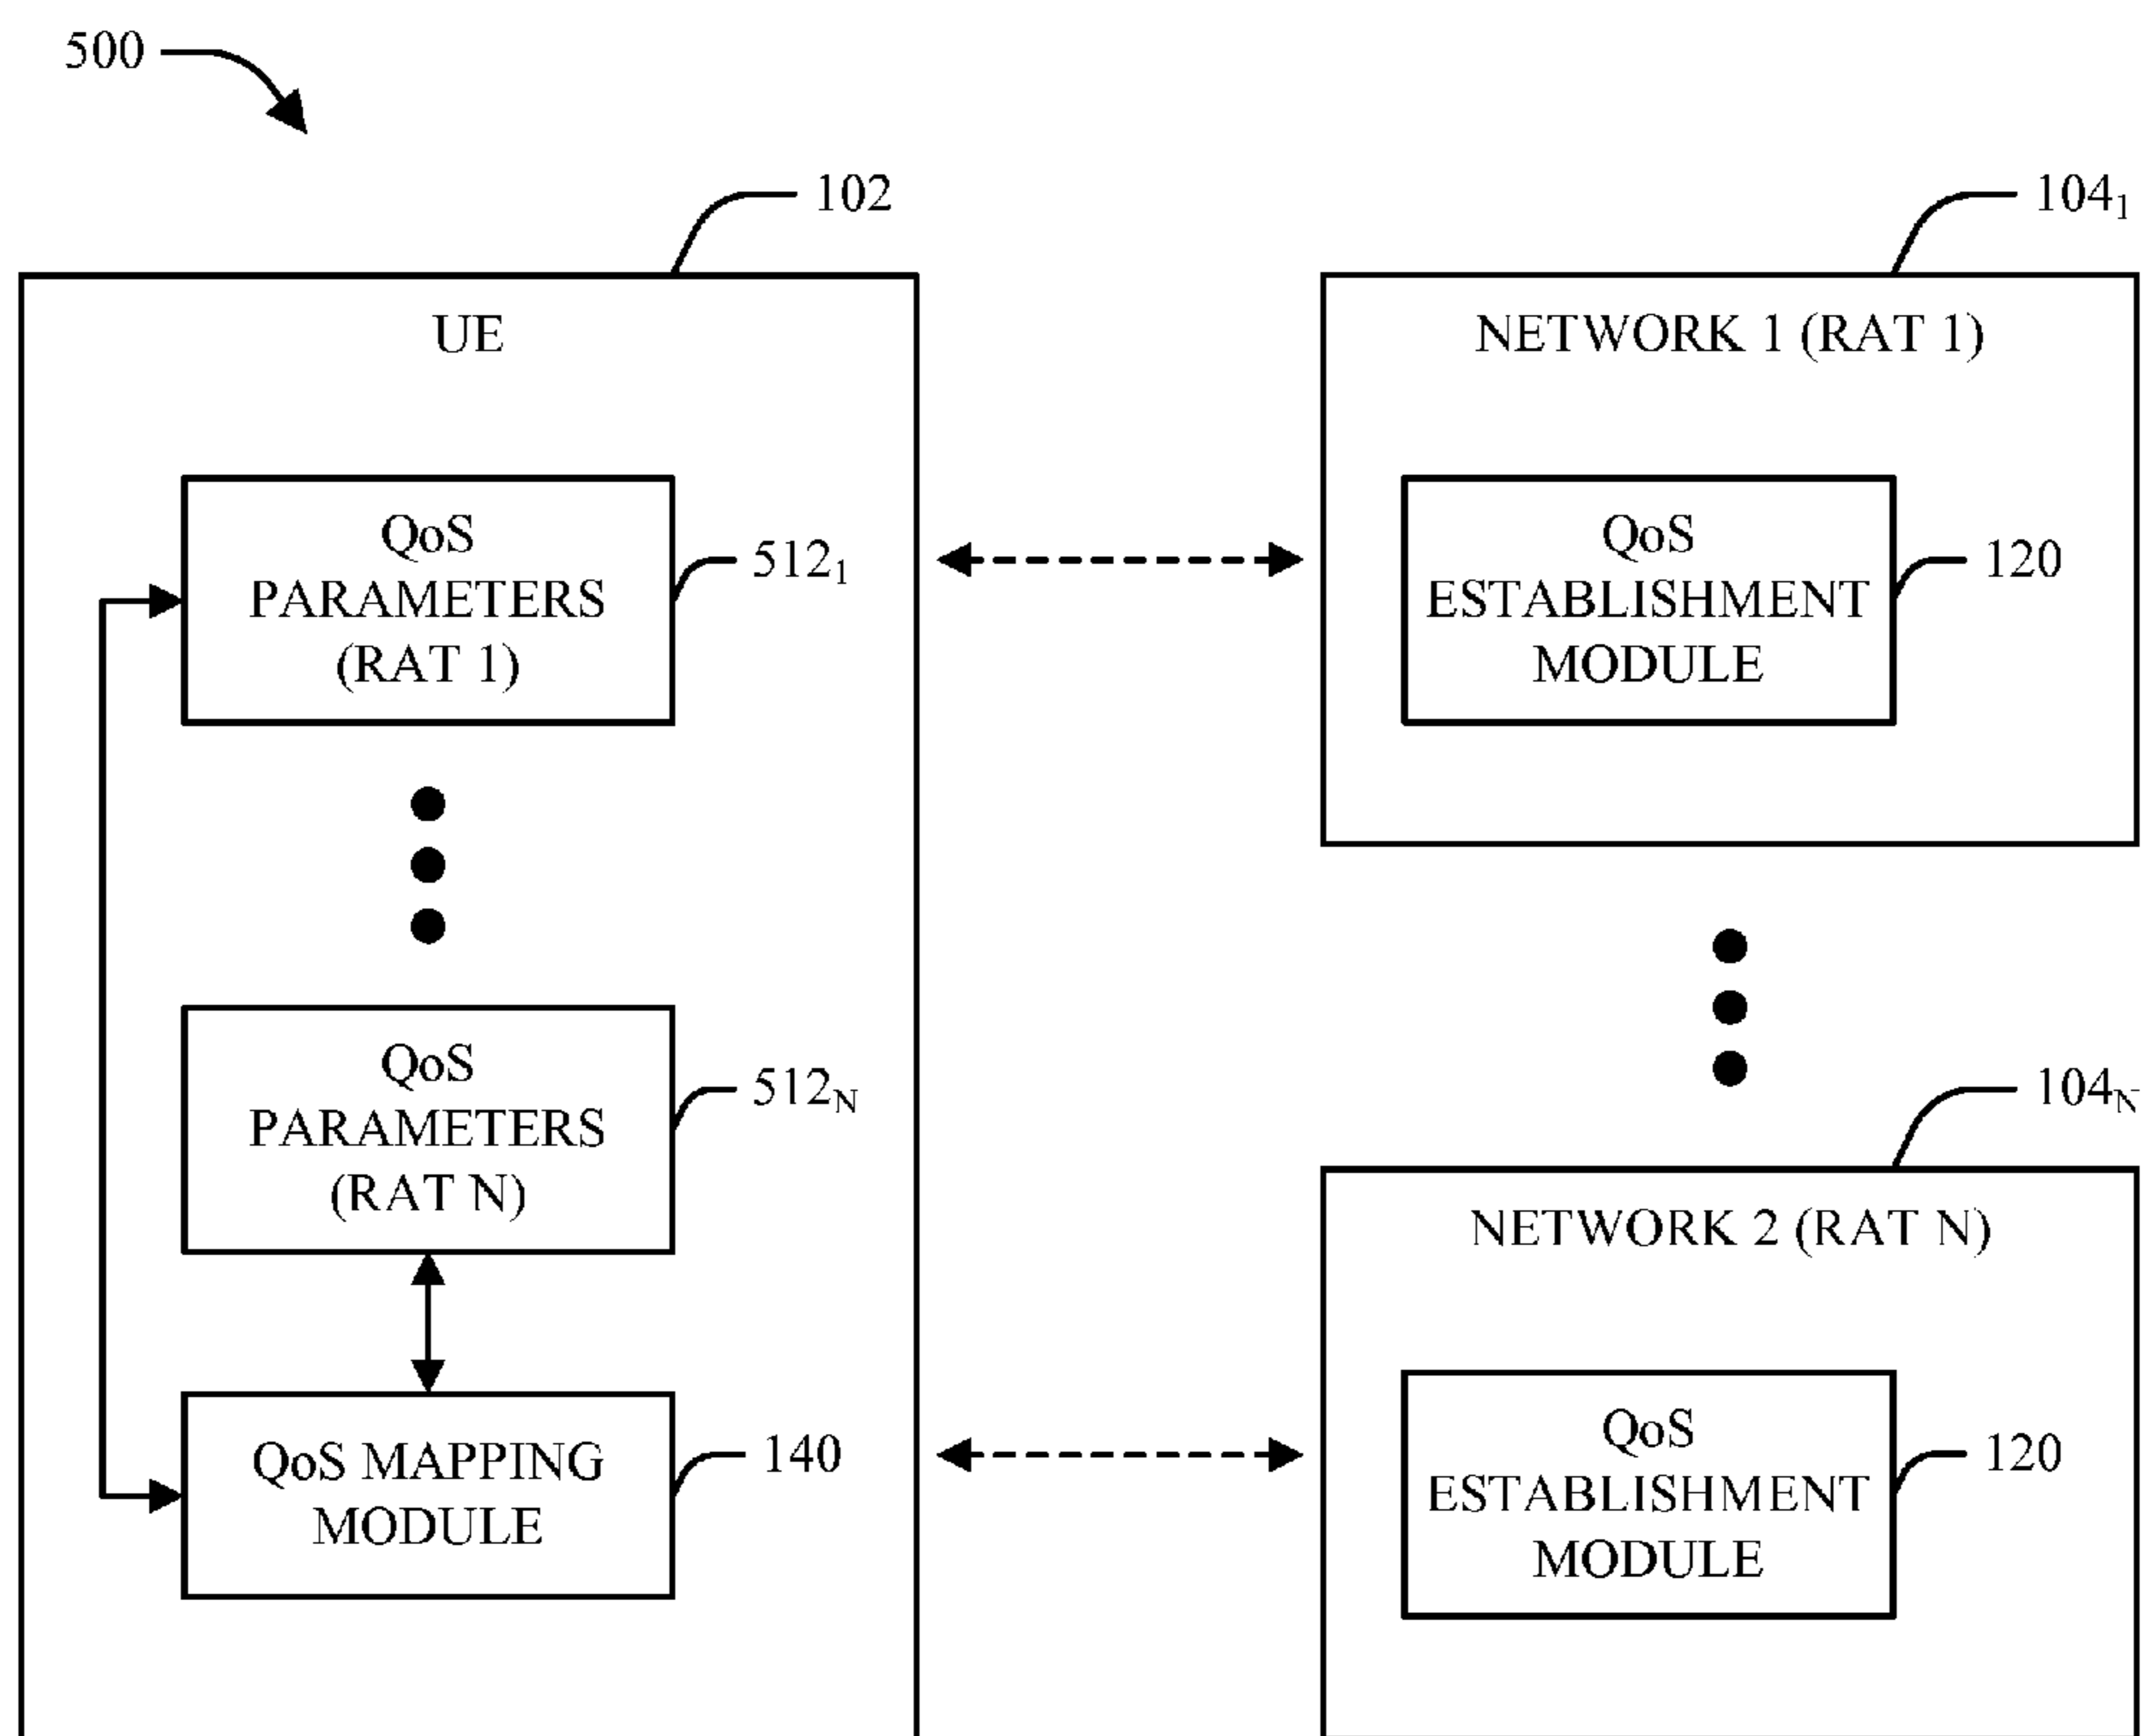 500
102
104₁
UE
NETWORK 1 (RAT 1)
QoS
PARAMETERS
(RAT 1)
512₁
QoS
ESTABLISHMENT
MODULE
120
QoS
PARAMETERS
(RAT N)
512N
104N
NETWORK 2 (RAT N)
QoS MAPPING
MODULE
140
QoS
ESTABLISHMENT
MODULE
120